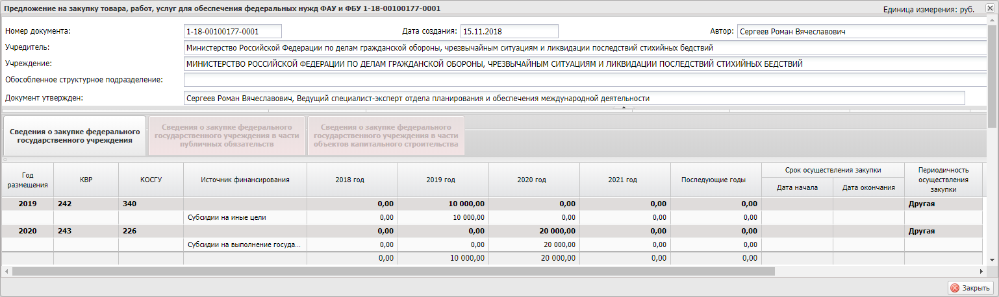 Предложение на закупку товара, работ, услуг для обеспечения федеральных нужд ФАУ и ФБУ 1-18-00100177-0001 Единица измерения: руб.
Номер документа: 1-18-00100177-0001 Дата создания: 15.11.2018 Автор: Сергеев Роман Вячеславович
Учредитель: Министерство Российской Федерации по делам гражданской обороны, чрезвычайным ситуациям и ликвидации последствий стихийных бедствий
Учреждение: МИНИСТЕРСТВО РОССИЙСКОЙ ФЕДЕРАЦИИ ПО ДЕЛАМ ГРАЖДАНСКОЙ ОБОРОНЫ, ЧРЕЗВЫЧАЙНЫМ СИТУАЦИЯМ И ЛИКВИДАЦИИ ПОСЛЕДСТВИЙ СТИХИЙНЫХ БЕДСТВИЙ
Обособленное структурное подразделение:
Документ утвержден: Сергеев Роман Вячеславович, Ведущий специалист-эксперт отдела планирования и обеспечения международной деятельности
Сведения о закупке федерального
государственного учреждения
Сведения о закупке федерального
государственного учреждения в части
публичных обязательств
Сведения о закупке федерального
государственного учреждения в части
объектов капитального строительства
Год
размещения
КВР
КОСГУ
Источник финансирования
2018 год
2019 год
2020 год
2021 год
Последующие годы
Срок осуществления закупки
Дата начала
Дата окончания
Периодичность
осуществления
закупки
2019 242 340 0,00 10 000,00 0,00 0,00 0,00 Другая
Субсидии на иные цели 0,00 10 000,00 0,00 0,00 0,00
2020 243 226 0,00 0,00 20 000,00 0,00 0,00 Другая
Субсидии на выполнение госуда... 0,00 0,00 20 000,00 0,00 0,00
0,00 10 000,00 20 000,00 0,00 0,00
Закрыть